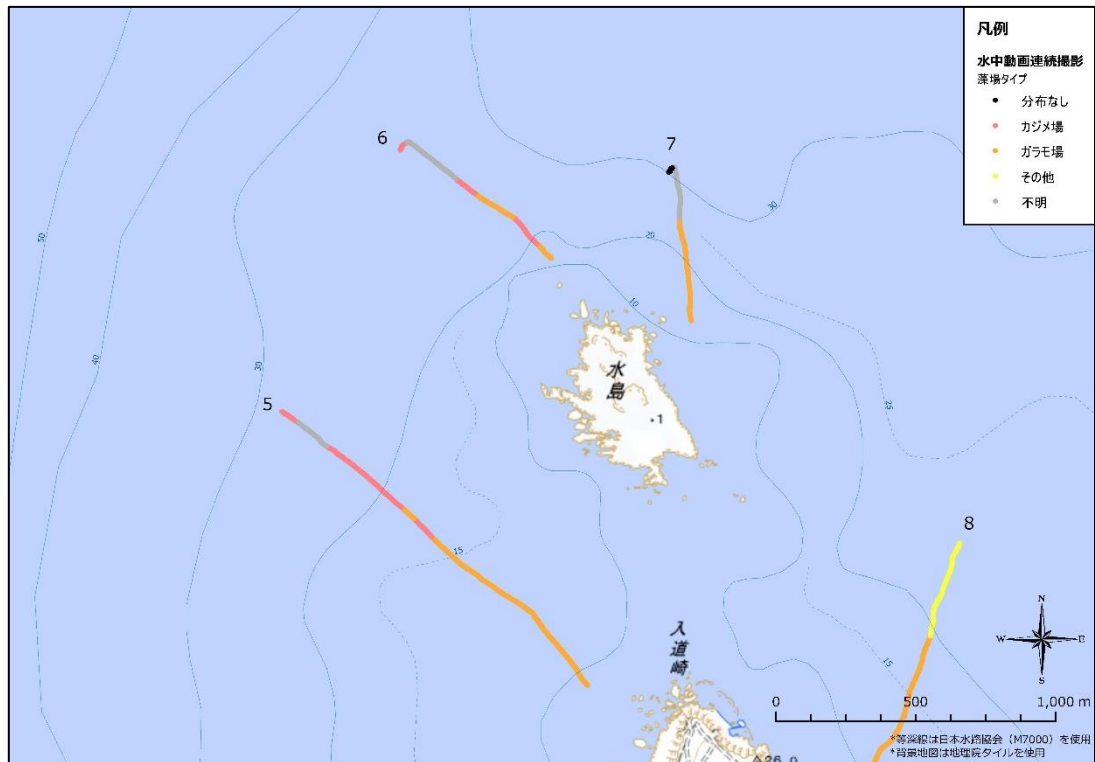 凡例
水中動画連続撮影
藻場タイプ
分布なし
カジメ場
ガラモ場
その他
不明
6
7
30
50
20
10
40
30
水島
25
5
・1
8
15
15
入道崎
N
W
E
S
0
500
1,000 m
*等深線は日本水路協会（M7000）を使用
*背景地図は地理院タイルを使用